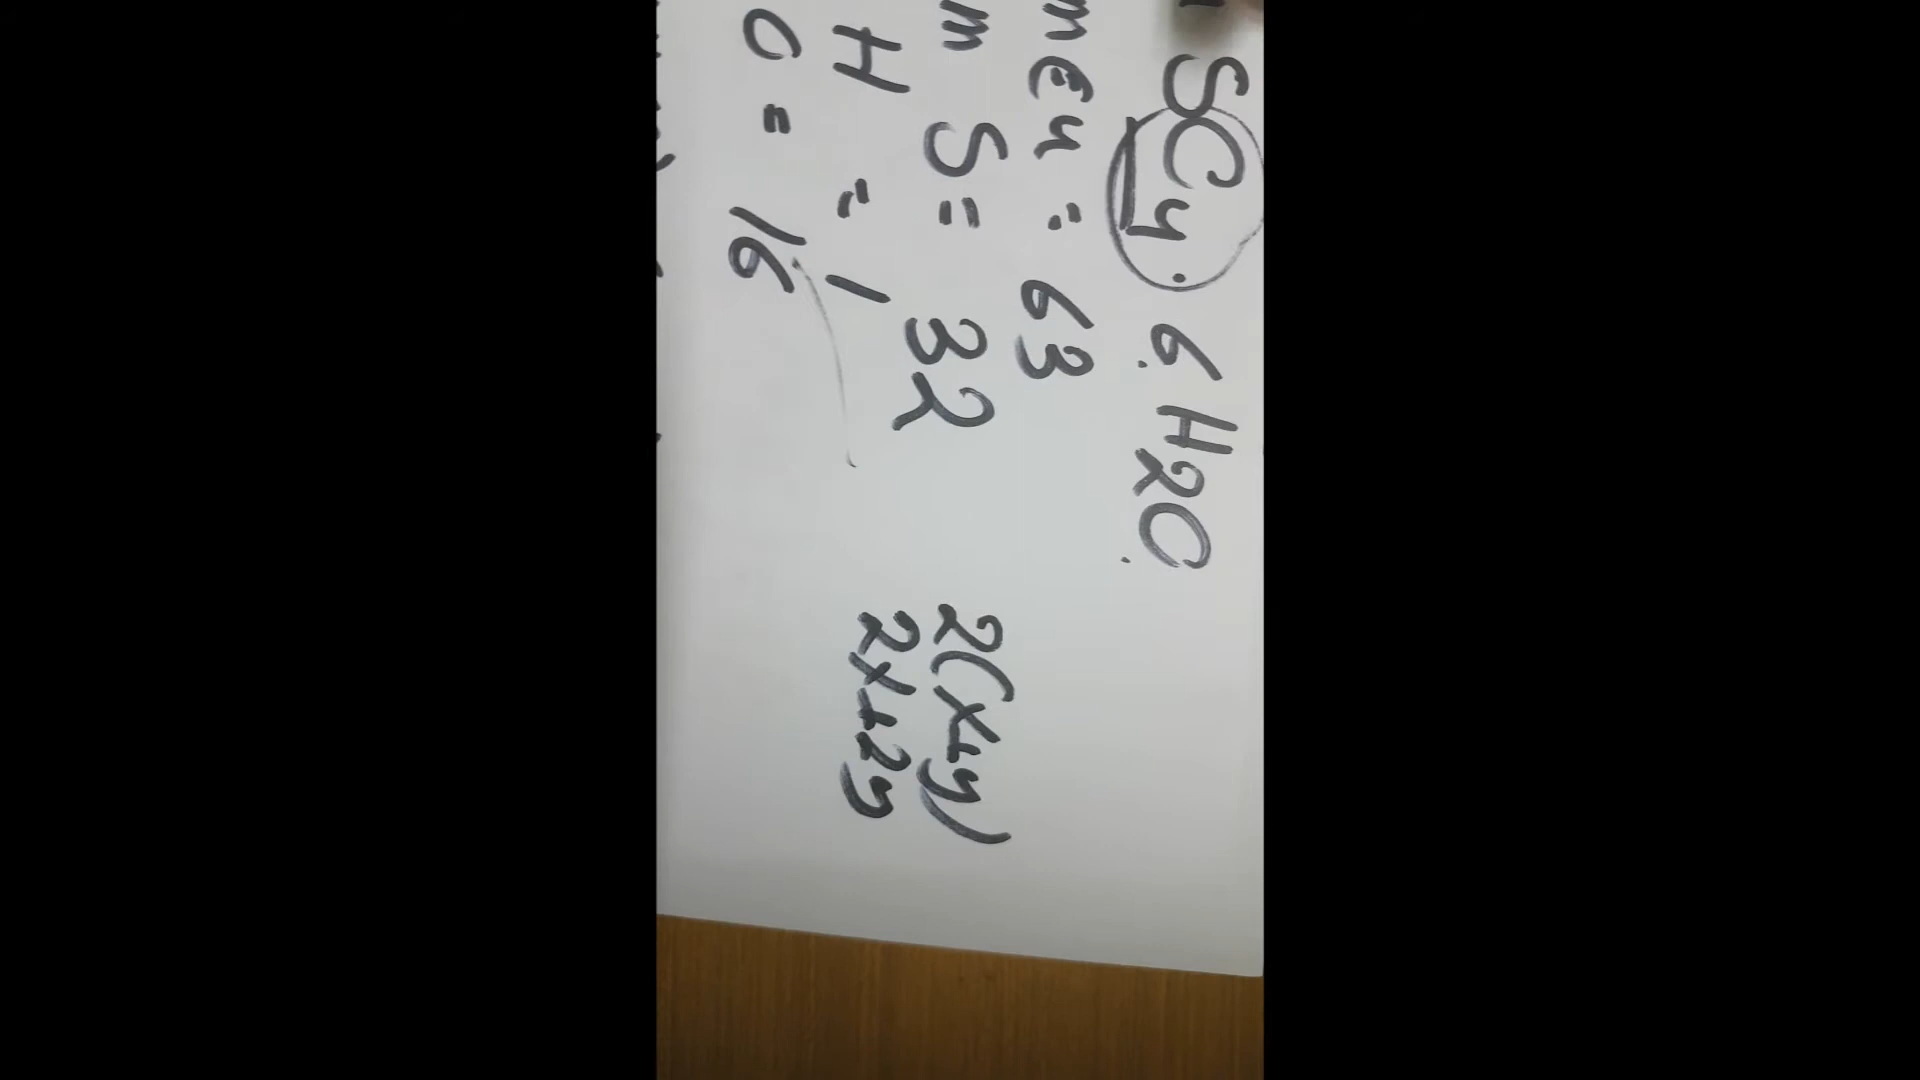 SO4. 6. H2O.
m Cu = 63
m S = 32
H = 1
O = 16
2(x+y)
2x+2y